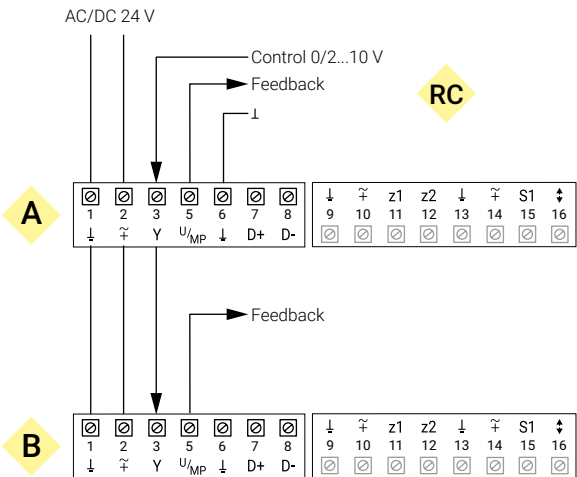 AC/DC 24 V
Control 0/2...10 V
Feedback
⊥
RC
A
1 2 3 5 6 7 8
⏚ ~∓ Y U/MP ⏚ D+ D-
⏚ ~∓ z1 z2 ⏚ ~∓ S1 ⬍
9 10 11 12 13 14 15 16
Feedback
B
1 2 3 5 6 7 8
⏚ ~∓ Y U/MP ⏚ D+ D-
⏚ ~∓ z1 z2 ⏚ ~∓ S1 ⬍
9 10 11 12 13 14 15 16